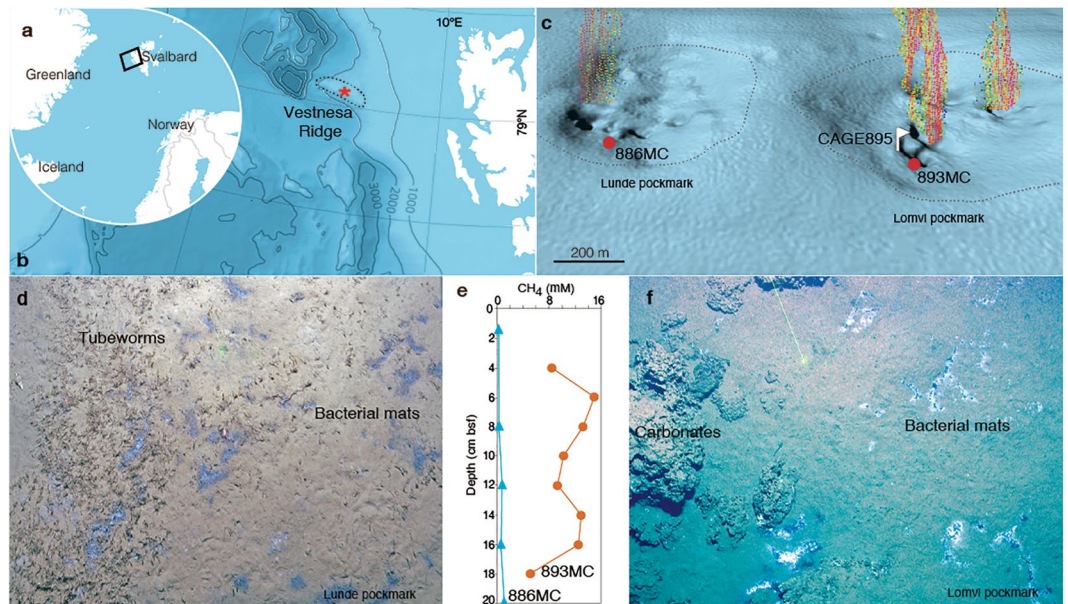 a
Greenland
Svalbard
Norway
Iceland
b
Vestnesa
Ridge
10ºE
79ºN
3000
2000
1000
c
886MC
Lunde pockmark
CAGE895
893MC
Lomvi pockmark
200 m
d
Tubeworms
Bacterial mats
Lunde pockmark
e
CH4 (mM)
0 8 16
Depth (cm bsf)
0
2
4
6
8
10
12
14
16
18
20
893MC
886MC
f
Carbonates
Bacterial mats
Lomvi pockmark